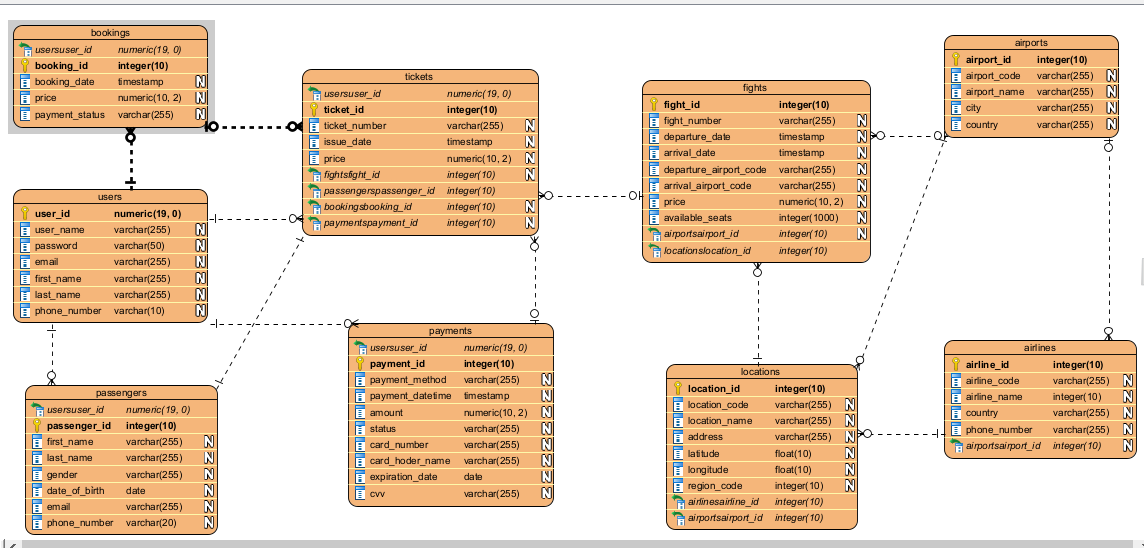 bookings
usersuser_id numeric(19, 0)
booking_id integer(10)
booking_date timestamp N
price numeric(10, 2) N
payment_status varchar(255) N
users
user_id numeric(19, 0)
user_name varchar(255) N
password varchar(50) N
email varchar(255) N
first_name varchar(255) N
last_name varchar(255) N
phone_number varchar(10) N
passengers
usersuser_id numeric(19, 0)
passenger_id integer(10)
first_name varchar(255) N
last_name varchar(255) N
gender varchar(255) N
date_of_birth date N
email varchar(255) N
phone_number varchar(20) N
tickets
usersuser_id numeric(19, 0)
ticket_id integer(10)
ticket_number varchar(255) N
issue_date timestamp N
price numeric(10, 2) N
fightsfight_id integer(10) N
passengerspassenger_id integer(10)
bookingsbooking_id integer(10) N
paymentspayment_id integer(10) N
payments
usersuser_id numeric(19, 0)
payment_id integer(10)
payment_method varchar(255) N
payment_datetime timestamp N
amount numeric(10, 2) N
status varchar(255) N
card_number varchar(255) N
card_hoder_name varchar(255) N
expiration_date date N
cvv varchar(255) N
fights
fight_id integer(10)
fight_number varchar(255) N
departure_date timestamp N
arrival_date timestamp N
departure_airport_code varchar(255) N
arrival_airport_code varchar(255) N
price numeric(10, 2) N
available_seats integer(1000) N
airportsairport_id integer(10) N
locationslocation_id integer(10)
locations
location_id integer(10)
location_code varchar(255) N
location_name varchar(255) N
address varchar(255) N
latitude float(10) N
longitude float(10) N
region_code integer(10) N
airlinesairline_id integer(10)
airportsairport_id integer(10)
airports
airport_id integer(10)
airport_code varchar(255) N
airport_name varchar(255) N
city varchar(255) N
country varchar(255) N
airlines
airline_id integer(10)
airline_code varchar(255) N
airline_name integer(10) N
country varchar(255) N
phone_number varchar(255) N
airportsairport_id integer(10) N